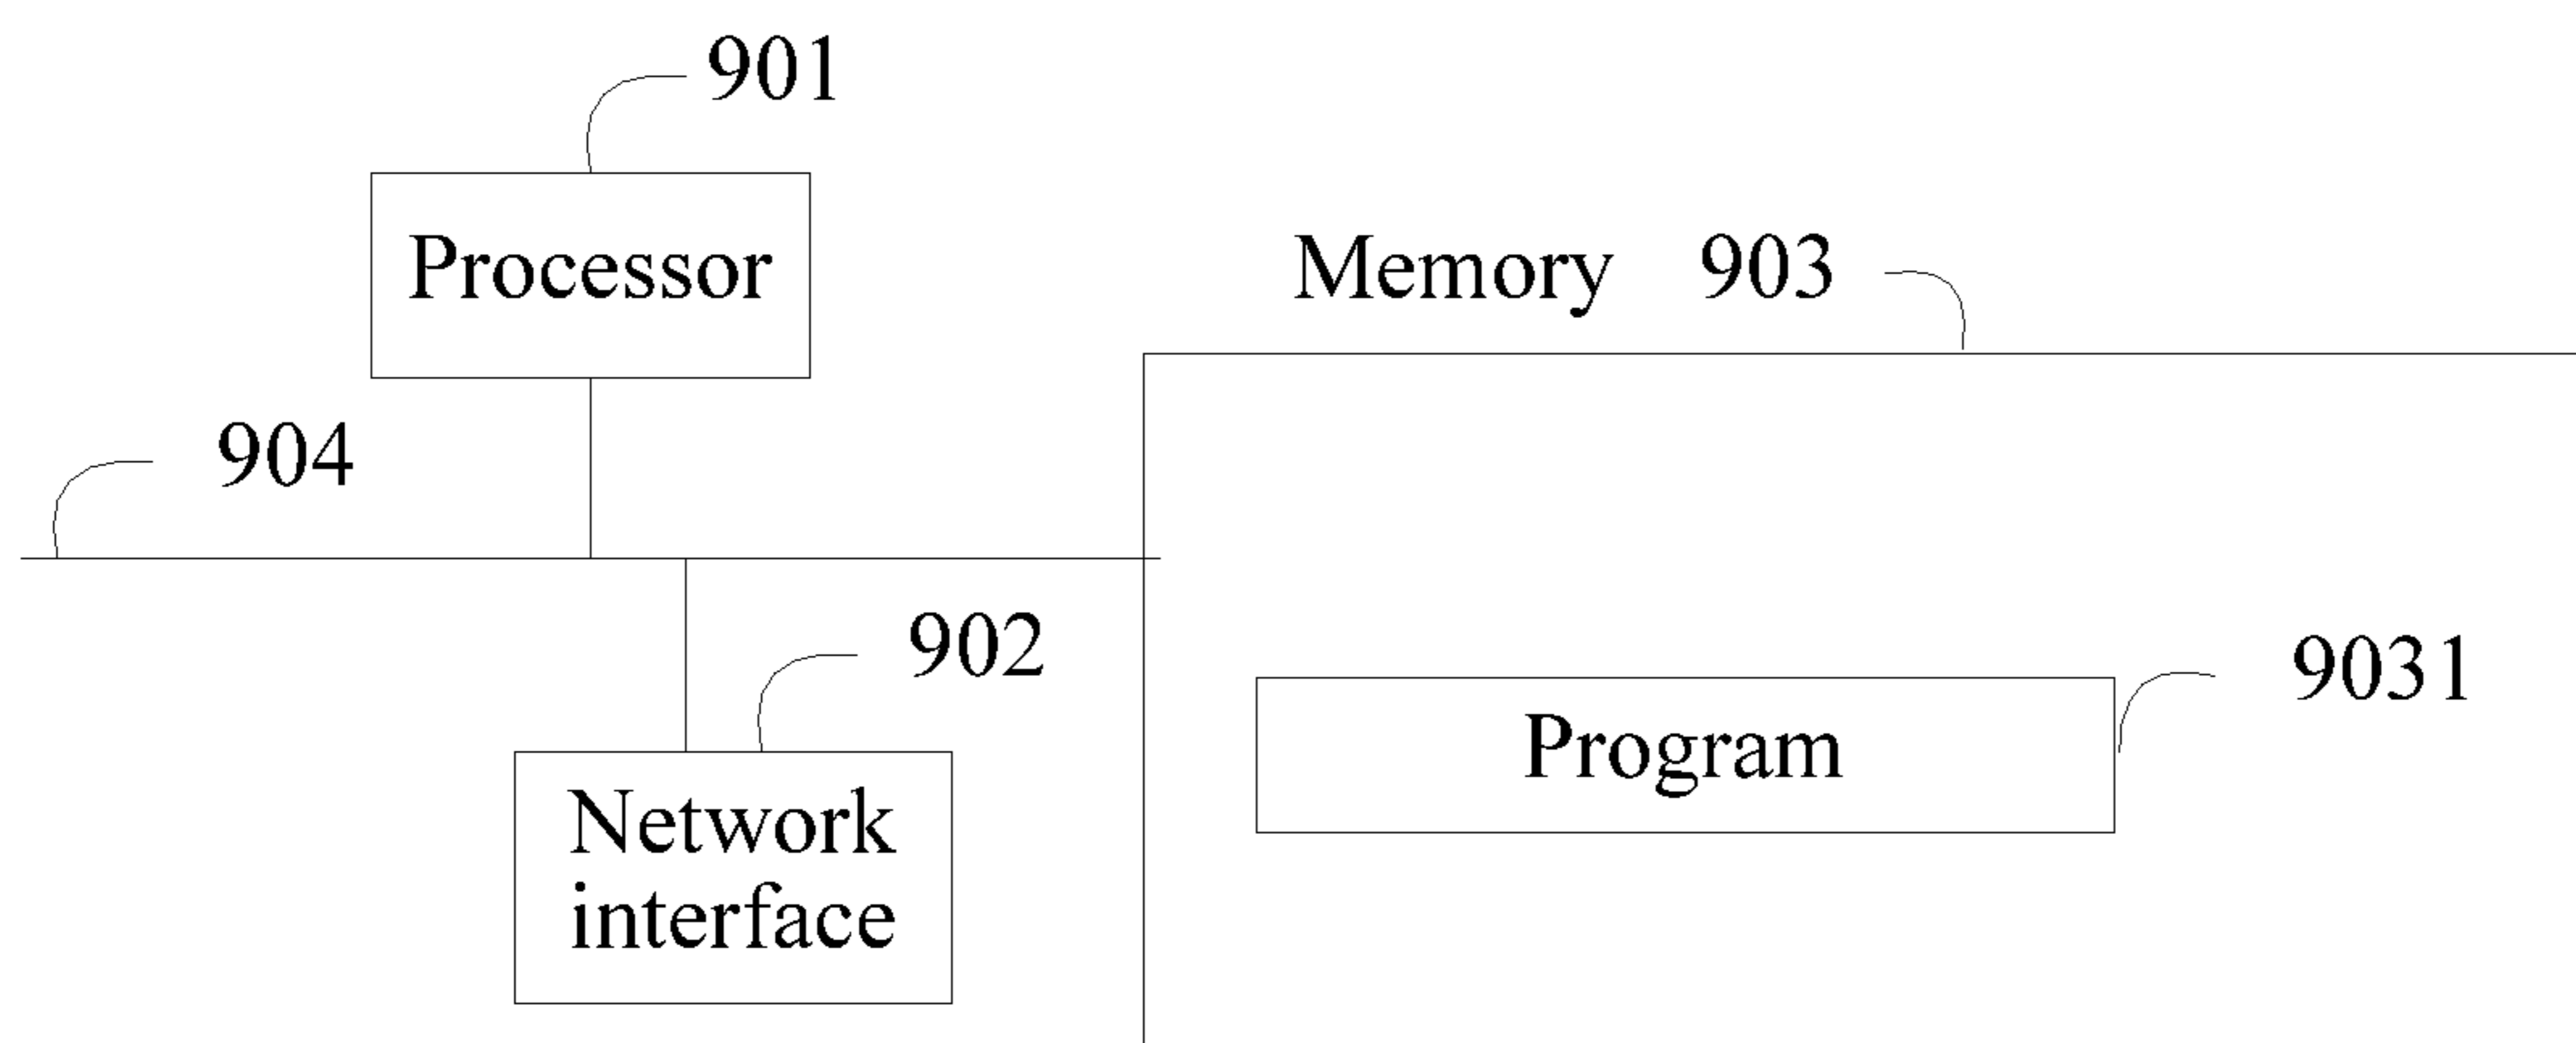 901
Processor
Memory 903
904
902
9031
Program
Network
interface